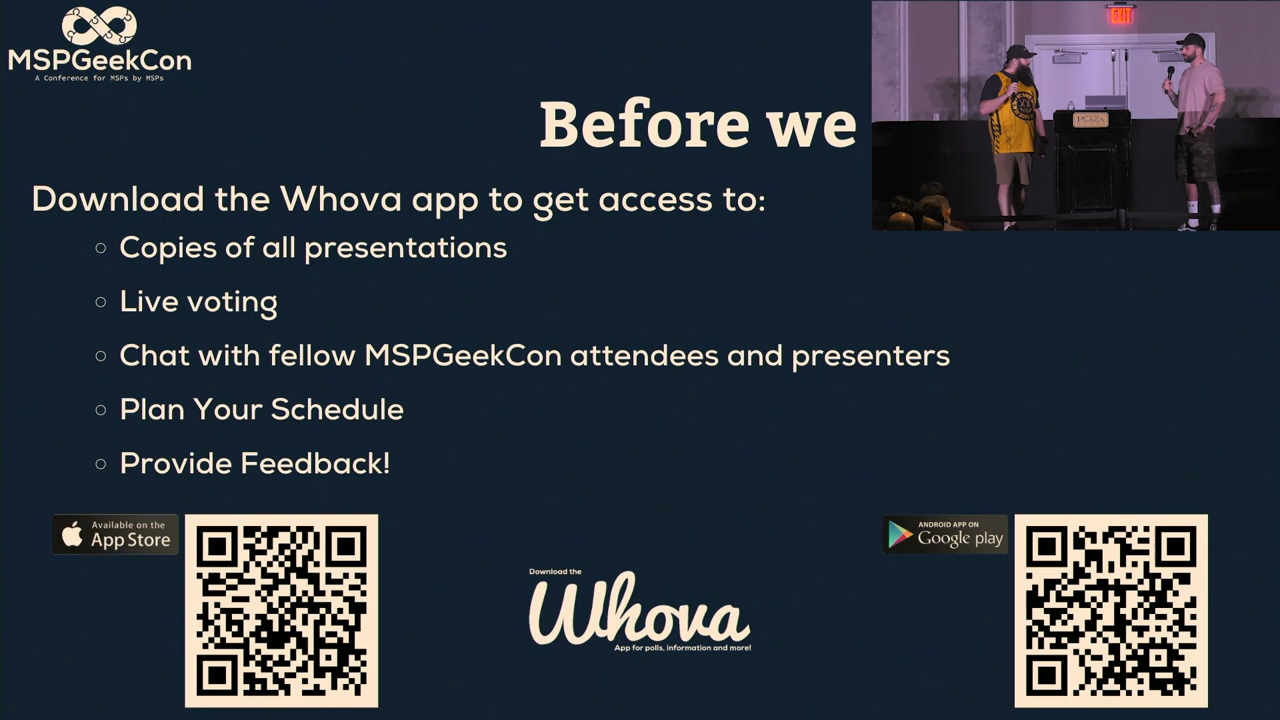 MSPGeekCon
A Conference for MSPs by MSPs
EXIT
Before we
Download the Whova app to get access to:
Copies of all presentations
Live voting
Chat with fellow MSPGeekCon attendees and presenters
Plan Your Schedule
Provide Feedback!
Available on the
App Store
ANDROID APP ON
Google play
Download the
Whova
App for polls, information and more!
PLAZA